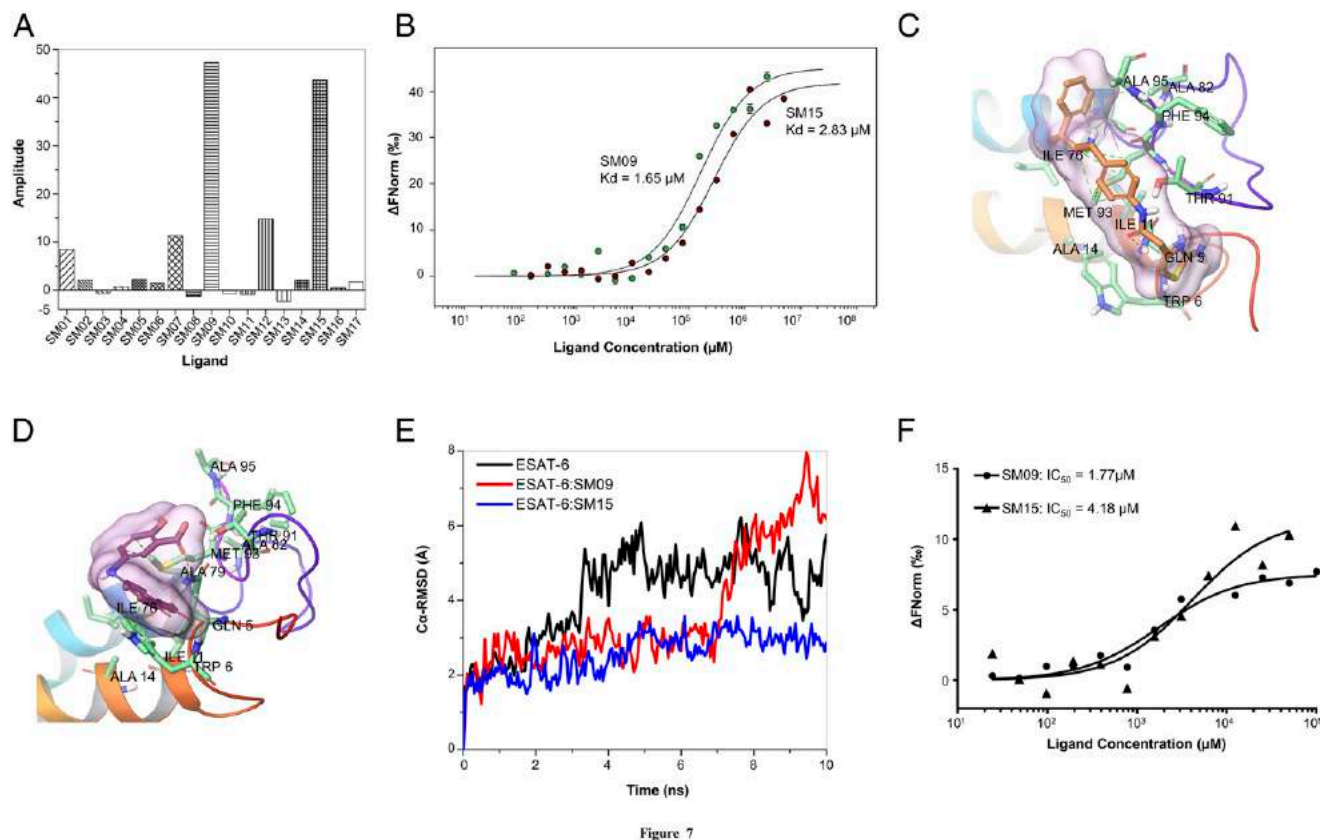 A
50
40
30
20
10
0
-5
Amplitude
SM01
SM02
SM03
SM04
SM05
SM06
SM07
SM08
SM09
SM10
SM11
SM12
SM13
SM14
SM15
SM16
SM17
Ligand
B
40
30
20
10
0
ΔFNorm (‰)
SM09
Kd = 1.65 µM
SM15
Kd = 2.83 µM
10¹ 10² 10³ 10⁴ 10⁵ 10⁶ 10⁷ 10⁸
Ligand Concentration (µM)
C
ALA 95
ALA 82
PHE 94
ILE 76
THR 91
MET 93
ILE 11
ALA 14
GLN 5
TRP 6
D
ALA 95
PHE 94
THR 91
ALA 82
MET 93
ALA 79
ILE 76
GLN 5
ILE 11
TRP 6
ALA 14
E
8
6
4
2
0
Cα-RMSD (Å)
ESAT-6
ESAT-6:SM09
ESAT-6:SM15
0 2 4 6 8 10
Time (ns)
F
15
10
5
0
ΔFNorm (‰)
SM09: IC₅₀ = 1.77µM
SM15: IC₅₀ = 4.18 µM
10¹ 10² 10³ 10⁴ 10⁵
Ligand Concentration (µM)
Figure 7